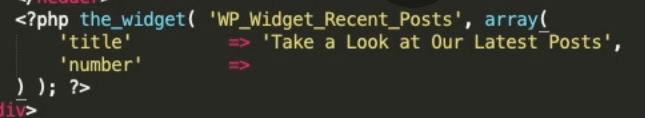 <?php the_widget( 'WP_Widget_Recent_Posts', array(
'title' => 'Take a Look at Our Latest Posts',
'number' =>
) ); ?>
div>